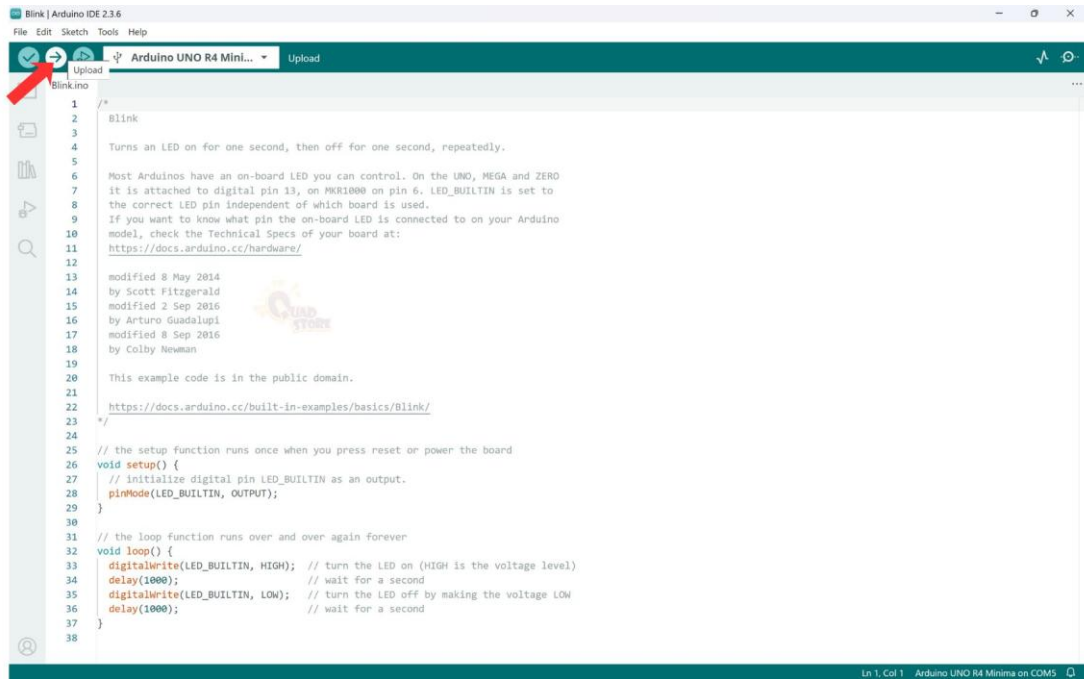 Blink | Arduino IDE 2.3.6
File Edit Sketch Tools Help
Arduino UNO R4 Mini...
Upload
Upload
Blink.ino
1 /*
2 Blink
3
4 Turns an LED on for one second, then off for one second, repeatedly.
5
6 Most Arduinos have an on-board LED you can control. On the UNO, MEGA and ZERO
7 it is attached to digital pin 13, on MKR1000 on pin 6. LED_BUILTIN is set to
8 the correct LED pin independent of which board is used.
9 If you want to know what pin the on-board LED is connected to on your Arduino
10 model, check the Technical Specs of your board at:
11 https://docs.arduino.cc/hardware/
12
13 modified 8 May 2014
14 by Scott Fitzgerald
15 modified 2 Sep 2016
16 by Arturo Guadalupi
17 modified 8 Sep 2016
18 by Colby Newman
19
20 This example code is in the public domain.
21
22 https://docs.arduino.cc/built-in-examples/basics/Blink/
23 */
24
25 // the setup function runs once when you press reset or power the board
26 void setup() {
27 // initialize digital pin LED_BUILTIN as an output.
28 pinMode(LED_BUILTIN, OUTPUT);
29 }
30
31 // the loop function runs over and over again forever
32 void loop() {
33 digitalWrite(LED_BUILTIN, HIGH); // turn the LED on (HIGH is the voltage level)
34 delay(1000); // wait for a second
35 digitalWrite(LED_BUILTIN, LOW); // turn the LED off by making the voltage LOW
36 delay(1000); // wait for a second
37 }
38
QUAD
STORE
Ln 1, Col 1 Arduino UNO R4 Minima on COM5